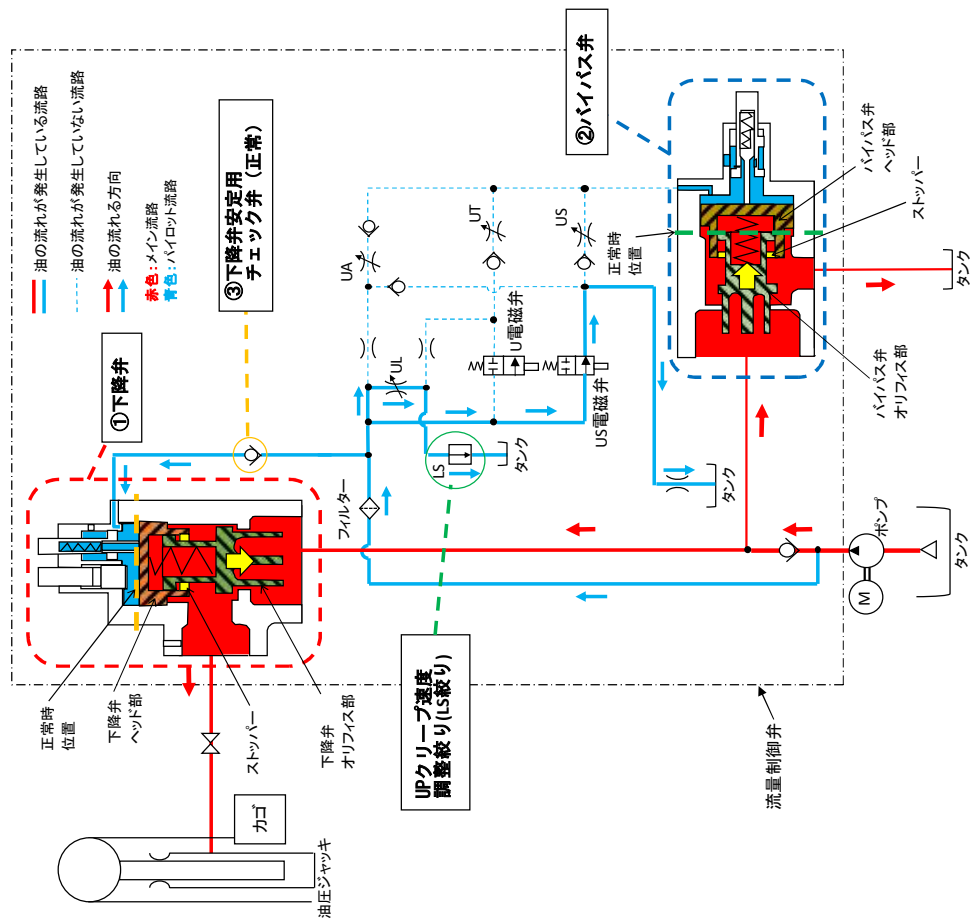 油の流れが発生している流路
油の流れが発生していない流路
油の流れる方向
赤色：メイン流路
青色：パイロット流路
①下降弁
③下降弁安定用
チェック弁（正常）
②バイパス弁
バイパス弁
ヘッド部
ストッパー
正常時
位置
UA
UT
US
UL
U電磁弁
US電磁弁
LS
タンク
タンク
タンク
バイパス弁
オリフィス部
フィルター
ポンプ
M
タンク
正常時
位置
下降弁
ヘッド部
ストッパー
下降弁
オリフィス部
UPクリープ速度
調整絞り(LS絞り)
流量制御弁
カゴ
油圧ジャッキ